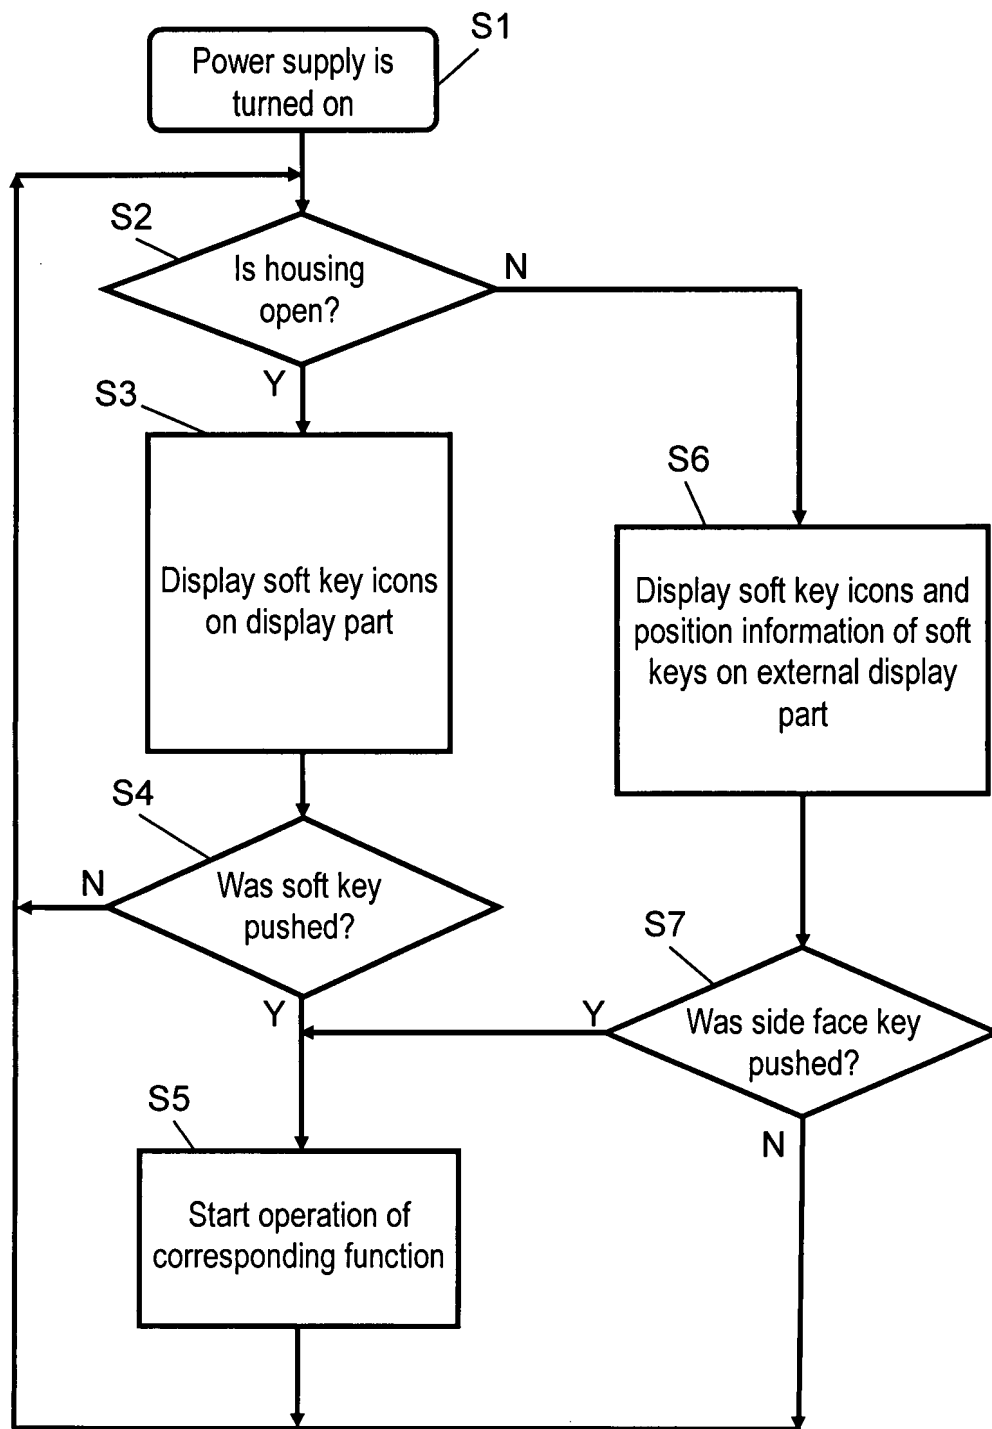 S1
Power supply is
turned on
S2
Is housing
open?
N
Y
S3
Display soft key icons
on display part
S6
Display soft key icons and
position information of soft
keys on external display
part
S4
Was soft key
pushed?
N
Y
S7
Was side face key
pushed?
Y
N
S5
Start operation of
corresponding function